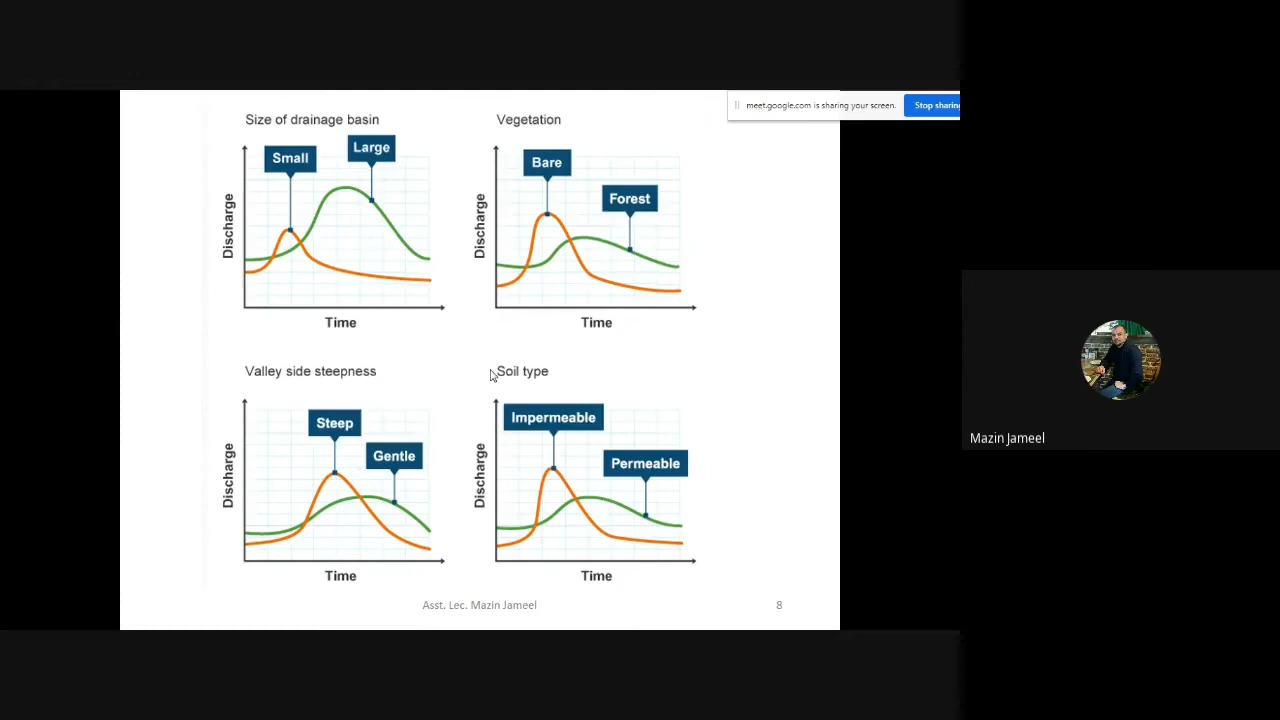 meet.google.com is sharing your screen.
Stop sharing
Size of drainage basin
Small
Large
Discharge
Time
Vegetation
Bare
Forest
Discharge
Time
Valley side steepness
Steep
Gentle
Discharge
Time
Soil type
Impermeable
Permeable
Discharge
Time
Asst. Lec. Mazin Jameel
8
Mazin Jameel